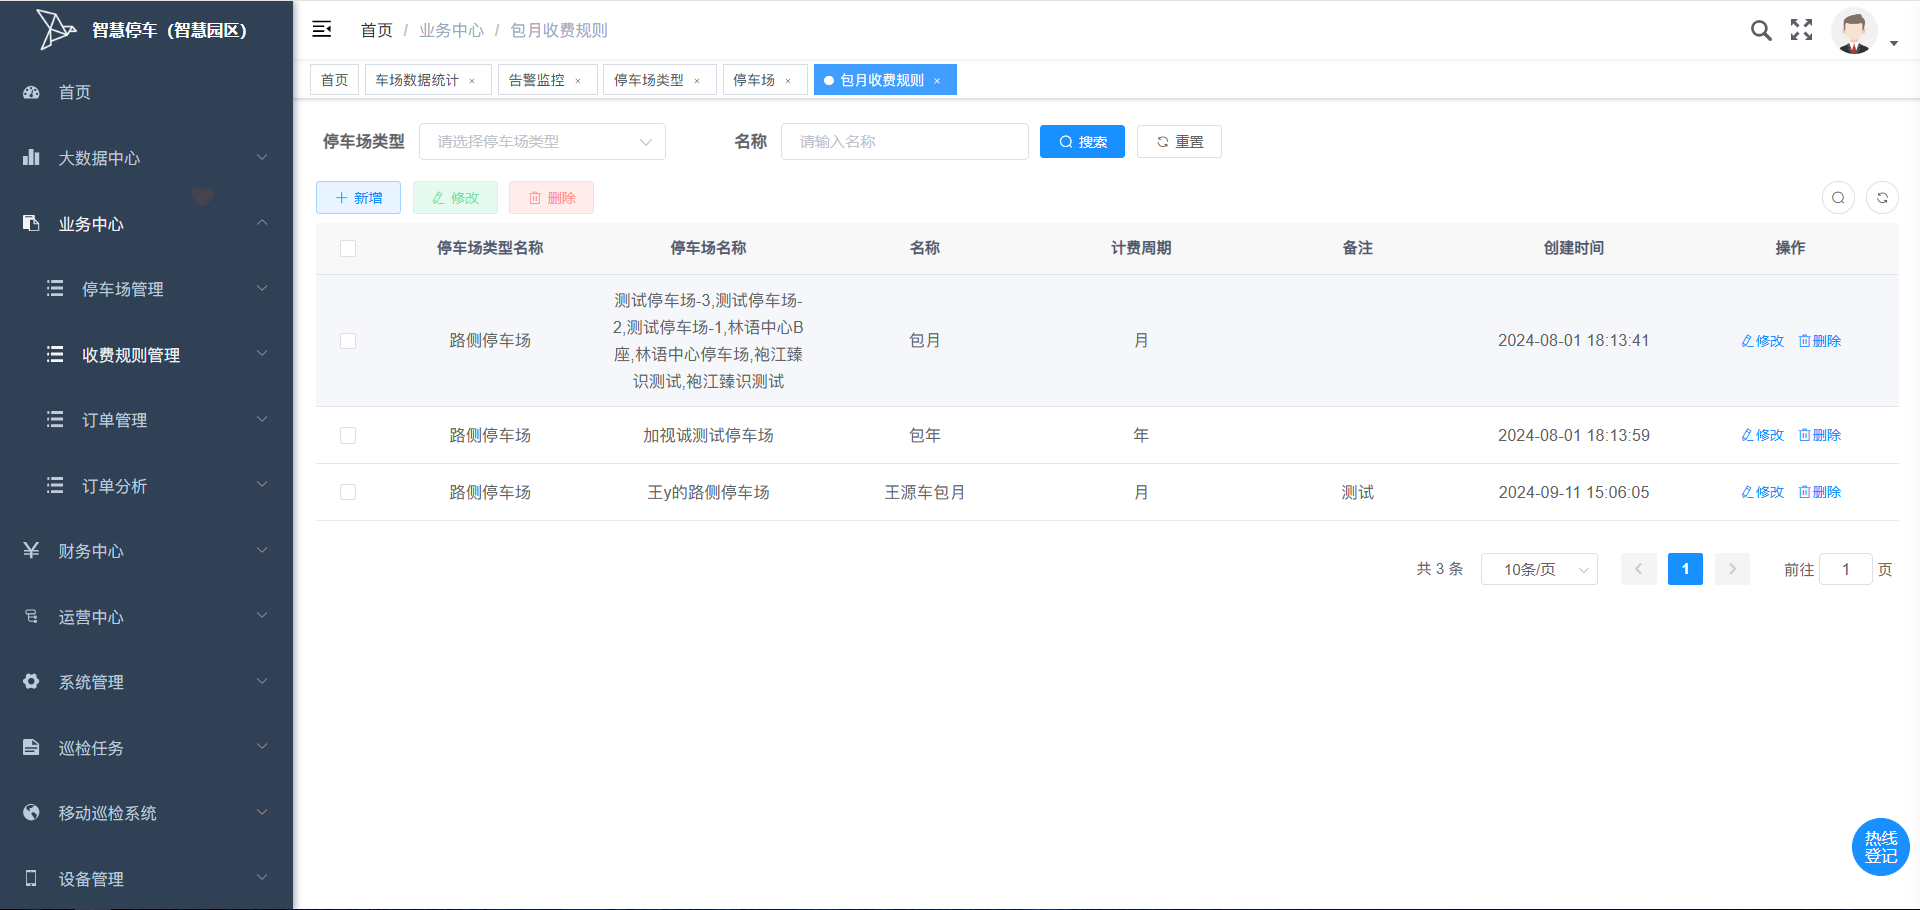 智慧停车（智慧园区）
首页
大数据中心
业务中心
停车场管理
收费规则管理
订单管理
订单分析
财务中心
运营中心
系统管理
巡检任务
移动巡检系统
设备管理
首页 / 业务中心 / 包月收费规则
首页 车场数据统计 × 告警监控 × 停车场类型 × 停车场 × 包月收费规则 ×
停车场类型 请选择停车场类型 名称 请输入名称 搜索 重置
新增 修改 删除
停车场类型名称 停车场名称 名称 计费周期 备注 创建时间 操作
路侧停车场
测试停车场-3,测试停车场-
2,测试停车场-1,林语中心B
座,林语中心停车场,袍江臻
识测试,袍江臻识测试
包月 月 2024-08-01 18:13:41 修改 删除
路侧停车场 加视诚测试停车场 包年 年 2024-08-01 18:13:59 修改 删除
路侧停车场 王y的路侧停车场 王源车包月 月 测试 2024-09-11 15:06:05 修改 删除
共 3 条 10条/页 1 前往 1 页
热线
登记